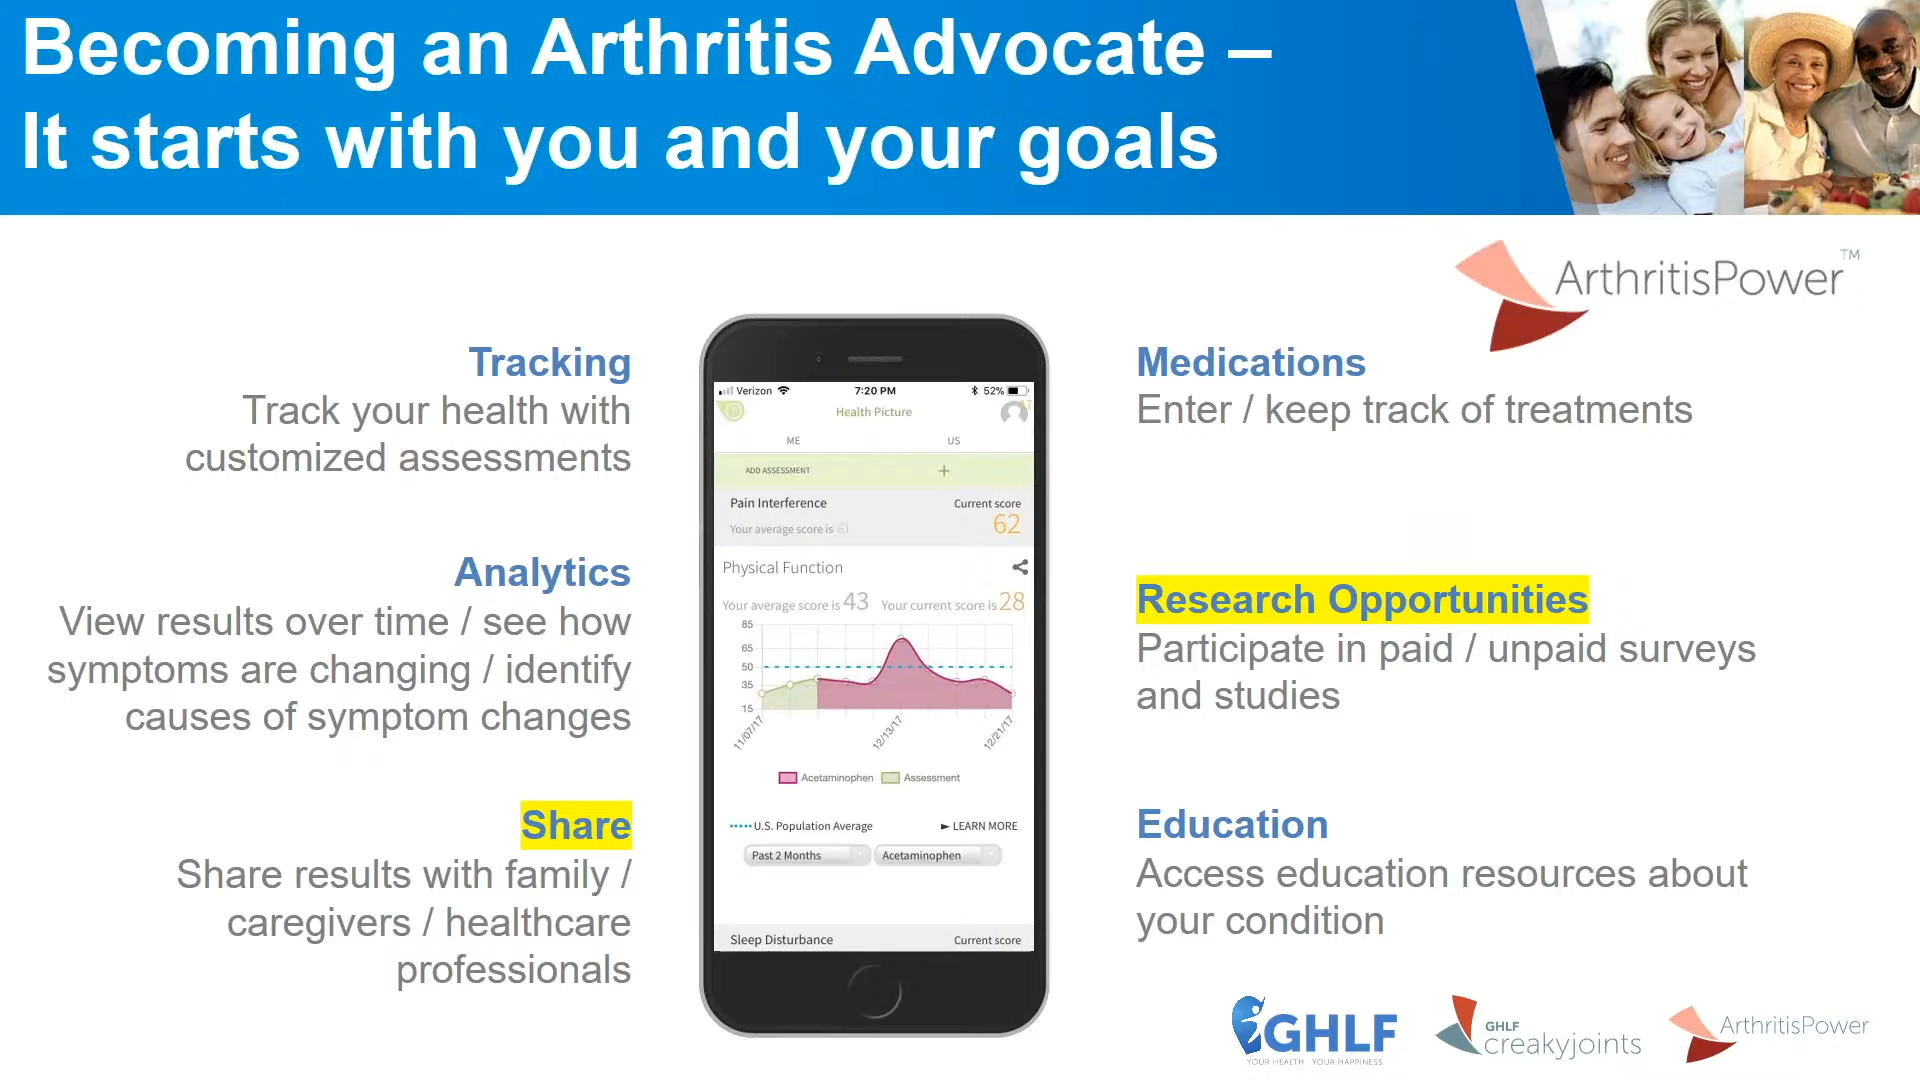 Becoming an Arthritis Advocate –
It starts with you and your goals
ArthritisPower™
Tracking
Track your health with
customized assessments
Analytics
View results over time / see how
symptoms are changing / identify
causes of symptom changes
Share
Share results with family /
caregivers / healthcare
professionals
Verizon 7:20 PM 52%
Health Picture
ME US
ADD ASSESSMENT +
Pain Interference Current score
Your average score is 61 62
Physical Function
Your average score is 43 Your current score is 28
85
65
50
35
15
11/07/17 12/13/17 12/21/17
Acetaminophen Assessment
U.S. Population Average ► LEARN MORE
Past 2 Months Acetaminophen
Sleep Disturbance Current score
Medications
Enter / keep track of treatments
Research Opportunities
Participate in paid / unpaid surveys
and studies
Education
Access education resources about
your condition
GHLF
YOUR HEALTH YOUR HAPPINESS
GHLF
creakyjoints
ArthritisPower